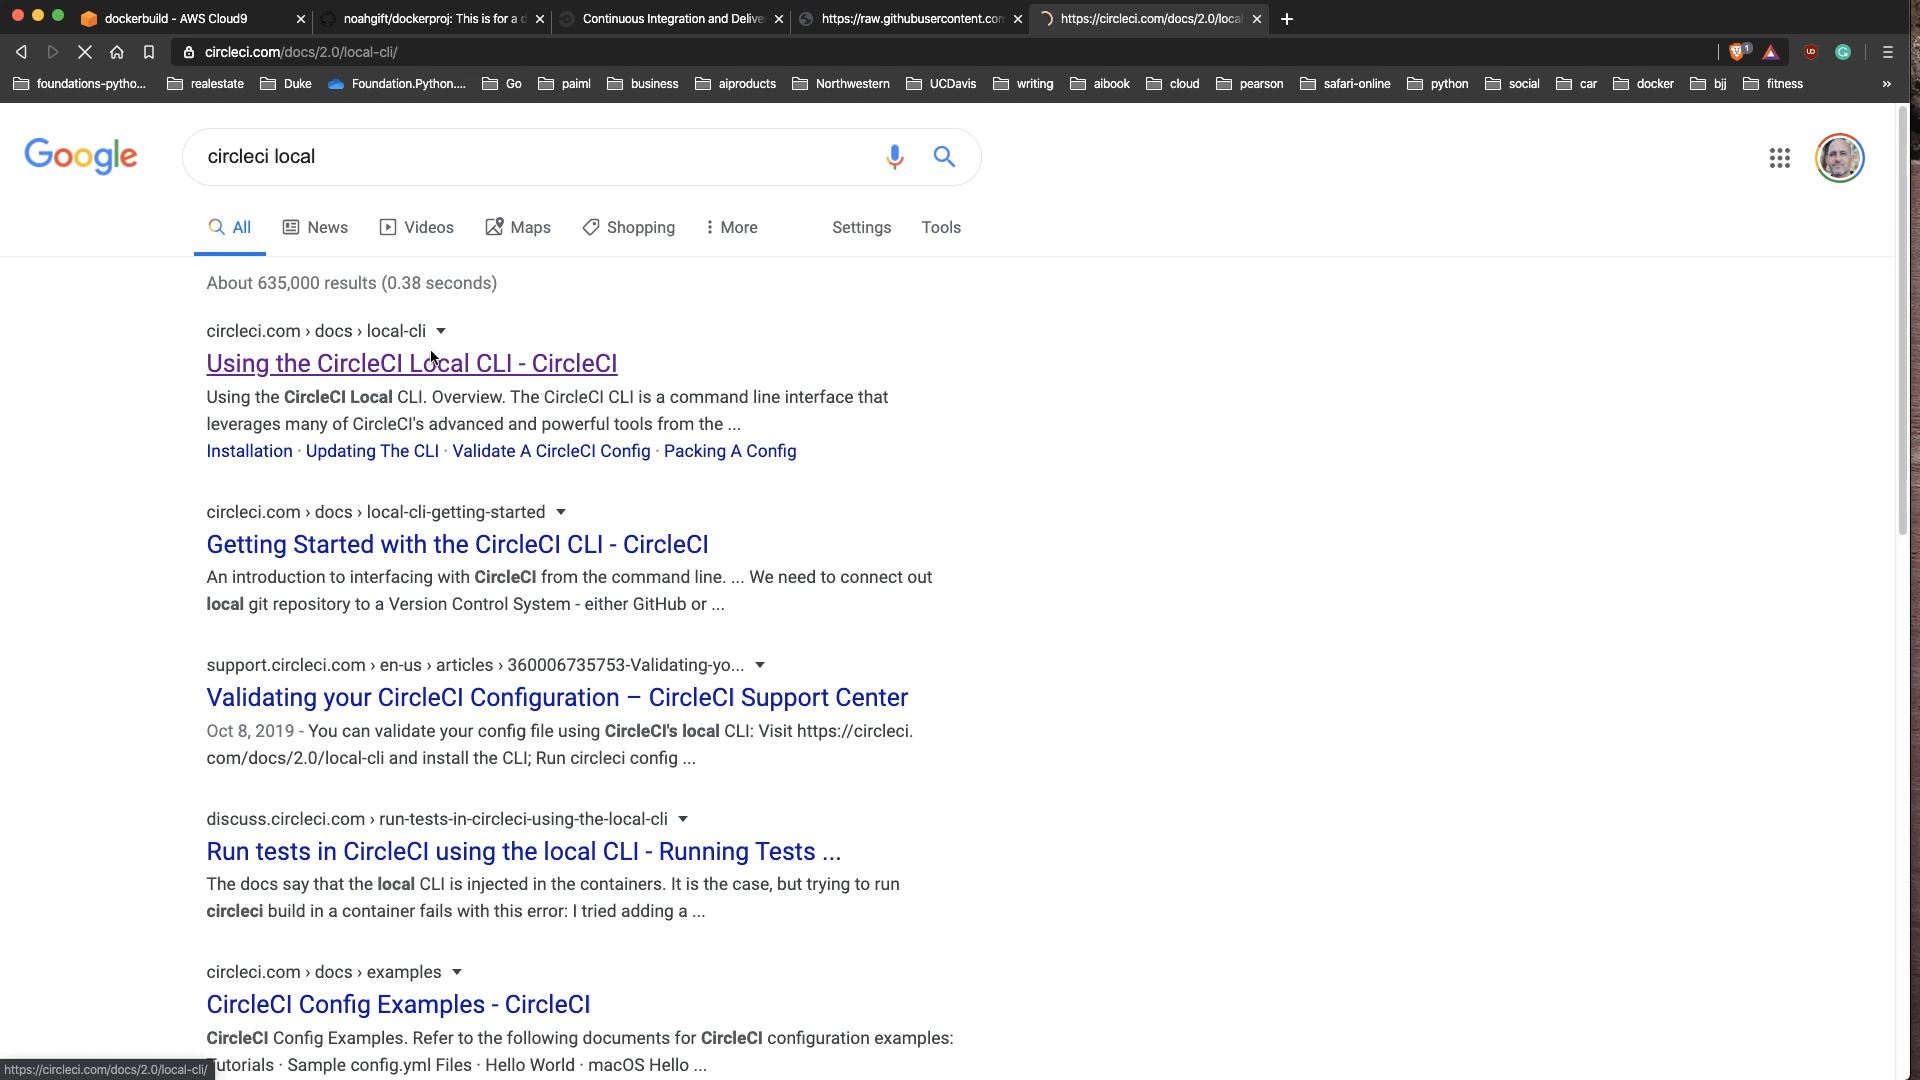 dockerbuild - AWS Cloud9
noahgift/dockerproj: This is for a d
Continuous Integration and Delive
https://raw.githubusercontent.con
https://circleci.com/docs/2.0/local
circleci.com/docs/2.0/local-cli/
1
foundations-pytho...
realestate
Duke
Foundation.Python....
Go
paiml
business
aiproducts
Northwestern
UCDavis
writing
aibook
cloud
pearson
safari-online
python
social
car
docker
bjj
fitness
»
Google
circleci local
All
News
Videos
Maps
Shopping
More
Settings
Tools
About 635,000 results (0.38 seconds)
circleci.com › docs › local-cli
Using the CircleCI Local CLI - CircleCI
Using the CircleCI Local CLI. Overview. The CircleCI CLI is a command line interface that
leverages many of CircleCI's advanced and powerful tools from the ...
Installation · Updating The CLI · Validate A CircleCI Config · Packing A Config
circleci.com › docs › local-cli-getting-started
Getting Started with the CircleCI CLI - CircleCI
An introduction to interfacing with CircleCI from the command line. ... We need to connect out
local git repository to a Version Control System - either GitHub or ...
support.circleci.com › en-us › articles › 360006735753-Validating-yo...
Validating your CircleCI Configuration – CircleCI Support Center
Oct 8, 2019 - You can validate your config file using CircleCI's local CLI: Visit https://circleci.
com/docs/2.0/local-cli and install the CLI; Run circleci config ...
discuss.circleci.com › run-tests-in-circleci-using-the-local-cli
Run tests in CircleCI using the local CLI - Running Tests ...
The docs say that the local CLI is injected in the containers. It is the case, but trying to run
circleci build in a container fails with this error: I tried adding a ...
circleci.com › docs › examples
CircleCI Config Examples - CircleCI
CircleCI Config Examples. Refer to the following documents for CircleCI configuration examples:
Tutorials · Sample config.yml Files · Hello World · macOS Hello ...
https://circleci.com/docs/2.0/local-cli/